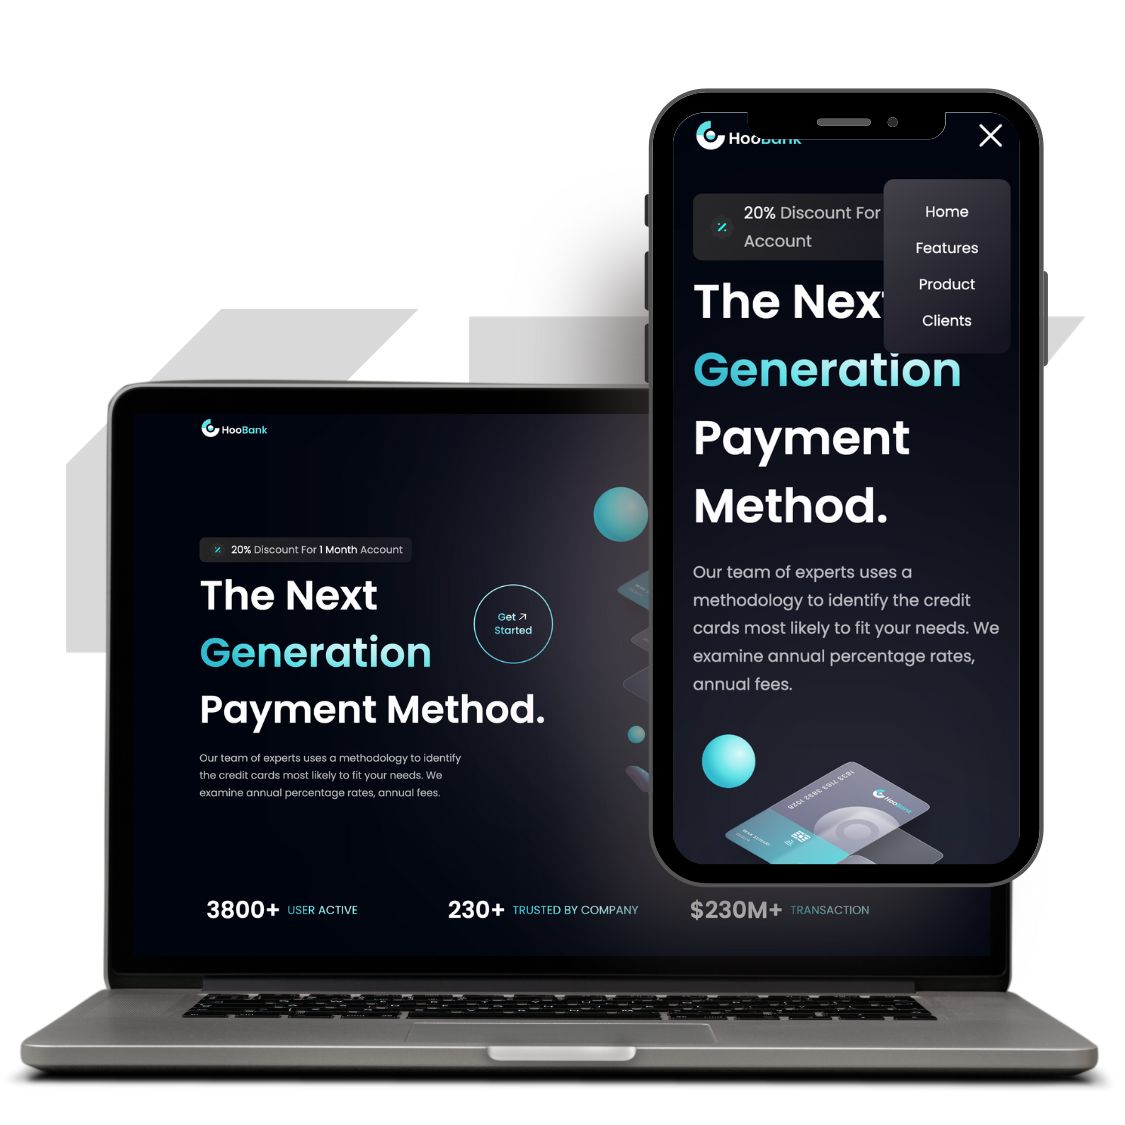 HooBank
20% Discount For 1 Month Account
The Next
Generation
Payment Method.
Get ↗
Started
Our team of experts uses a methodology to identify
the credit cards most likely to fit your needs. We
examine annual percentage rates, annual fees.
3800+ USER ACTIVE
230+ TRUSTED BY COMPANY
$230M+ TRANSACTION
HooBank
20% Discount For
Account
Home
Features
Product
Clients
The Next
Generation
Payment
Method.
Our team of experts uses a
methodology to identify the credit
cards most likely to fit your needs. We
examine annual percentage rates,
annual fees.
HooBank